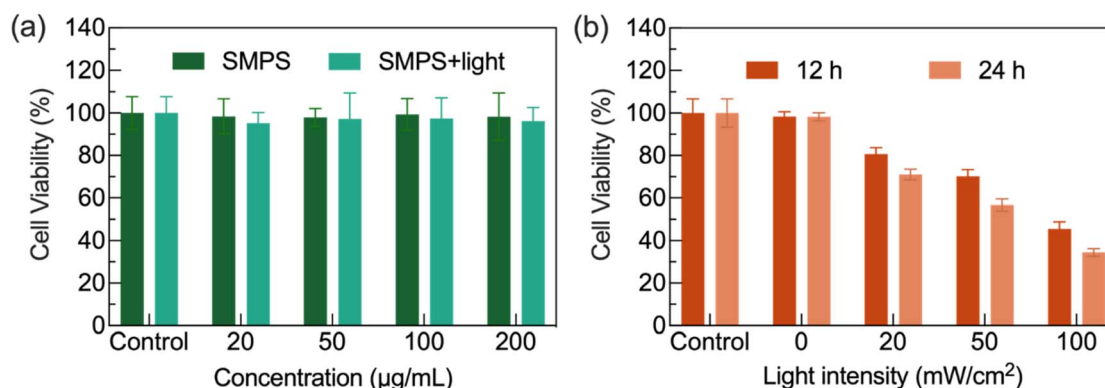 (a)
140
120
100
80
60
40
20
0
Cell Viability (%)
SMPS
SMPS+light
Control 20 50 100 200
Concentration (µg/mL)
(b)
140
120
100
80
60
40
20
0
Cell Viability (%)
12 h
24 h
Control 0 20 50 100
Light intensity (mW/cm²)